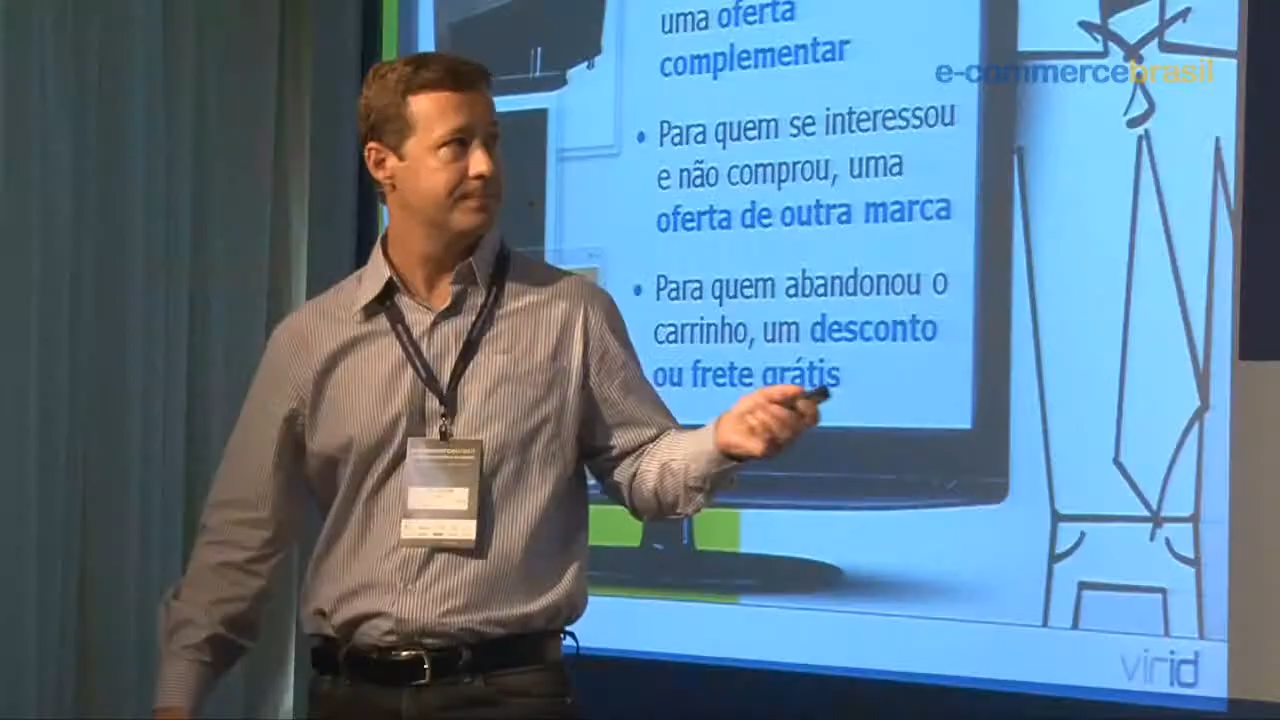 uma oferta
complementar
e-commercebrasil
• Para quem se interessou
e não comprou, uma
oferta de outra marca
• Para quem abandonou o
carrinho, um desconto
ou frete grátis
e-commercebrasil
virid